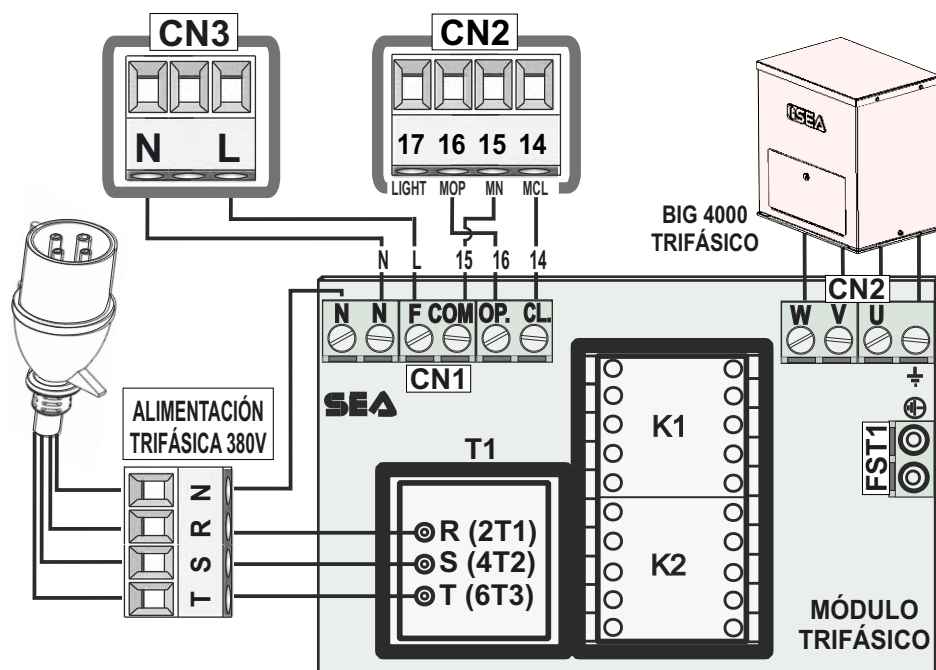 CN3
CN2
N L
17 16 15 14
LIGHT MOP MN MCL
SEA
BIG 4000
TRIFÁSICO
N L 15 16 14
CN2
N N F COM OP. CL.
W V U
CN1
SEA
ALIMENTACIÓN
TRIFÁSICA 380V
T1
K1
FST1
N
R
S
T
R (2T1)
S (4T2)
T (6T3)
K2
MÓDULO
TRIFÁSICO